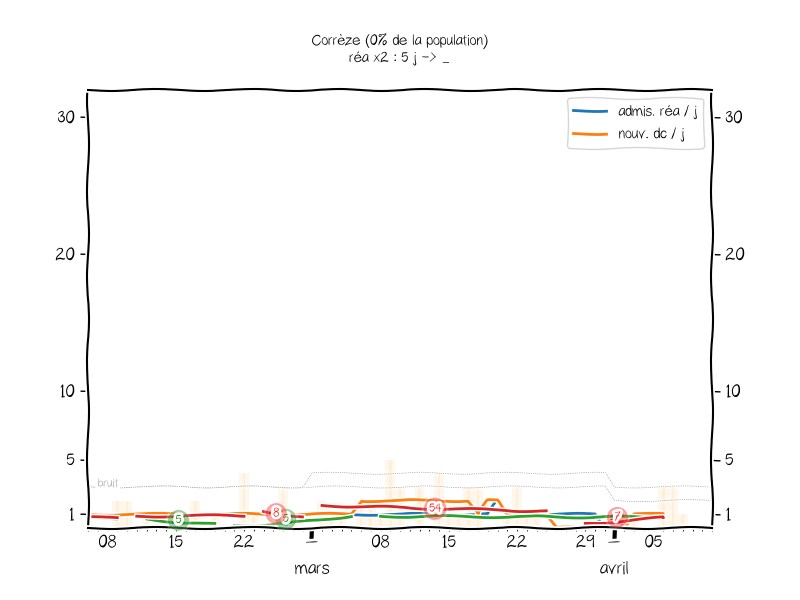 Corrèze (0% de la population)
réa x2 : 5 j -> _
admis. réa / j
nouv. dc / j
30 30
20 20
10 10
5 5
bruit
1 1
5 8 5 54 7
08 15 22 08 15 22 29 05
mars avril